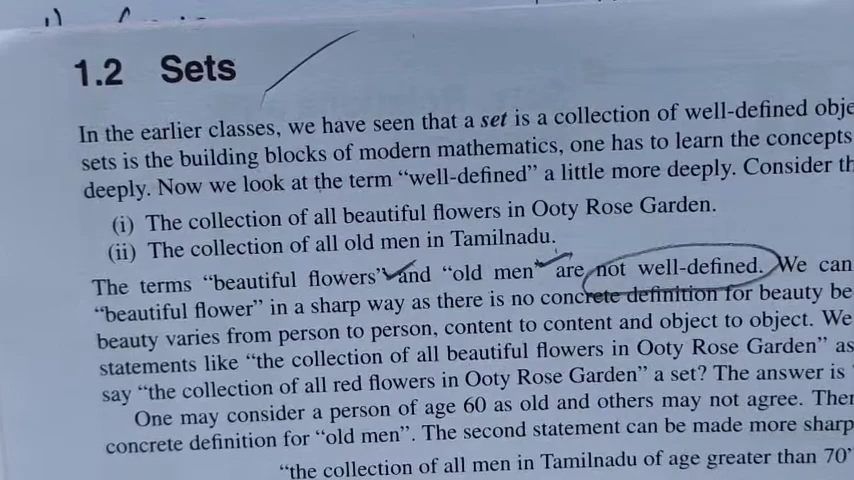 1.2 Sets
In the earlier classes, we have seen that a set is a collection of well-defined obje
sets is the building blocks of modern mathematics, one has to learn the concepts
deeply. Now we look at the term “well-defined” a little more deeply. Consider th
(i) The collection of all beautiful flowers in Ooty Rose Garden.
(ii) The collection of all old men in Tamilnadu.
The terms “beautiful flowers” and “old men” are not well-defined. We can
“beautiful flower” in a sharp way as there is no concrete definition for beauty be
beauty varies from person to person, content to content and object to object. We
statements like “the collection of all beautiful flowers in Ooty Rose Garden” as
say “the collection of all red flowers in Ooty Rose Garden” a set? The answer is
One may consider a person of age 60 as old and others may not agree. Ther
concrete definition for “old men”. The second statement can be made more sharp
“the collection of all men in Tamilnadu of age greater than 70”